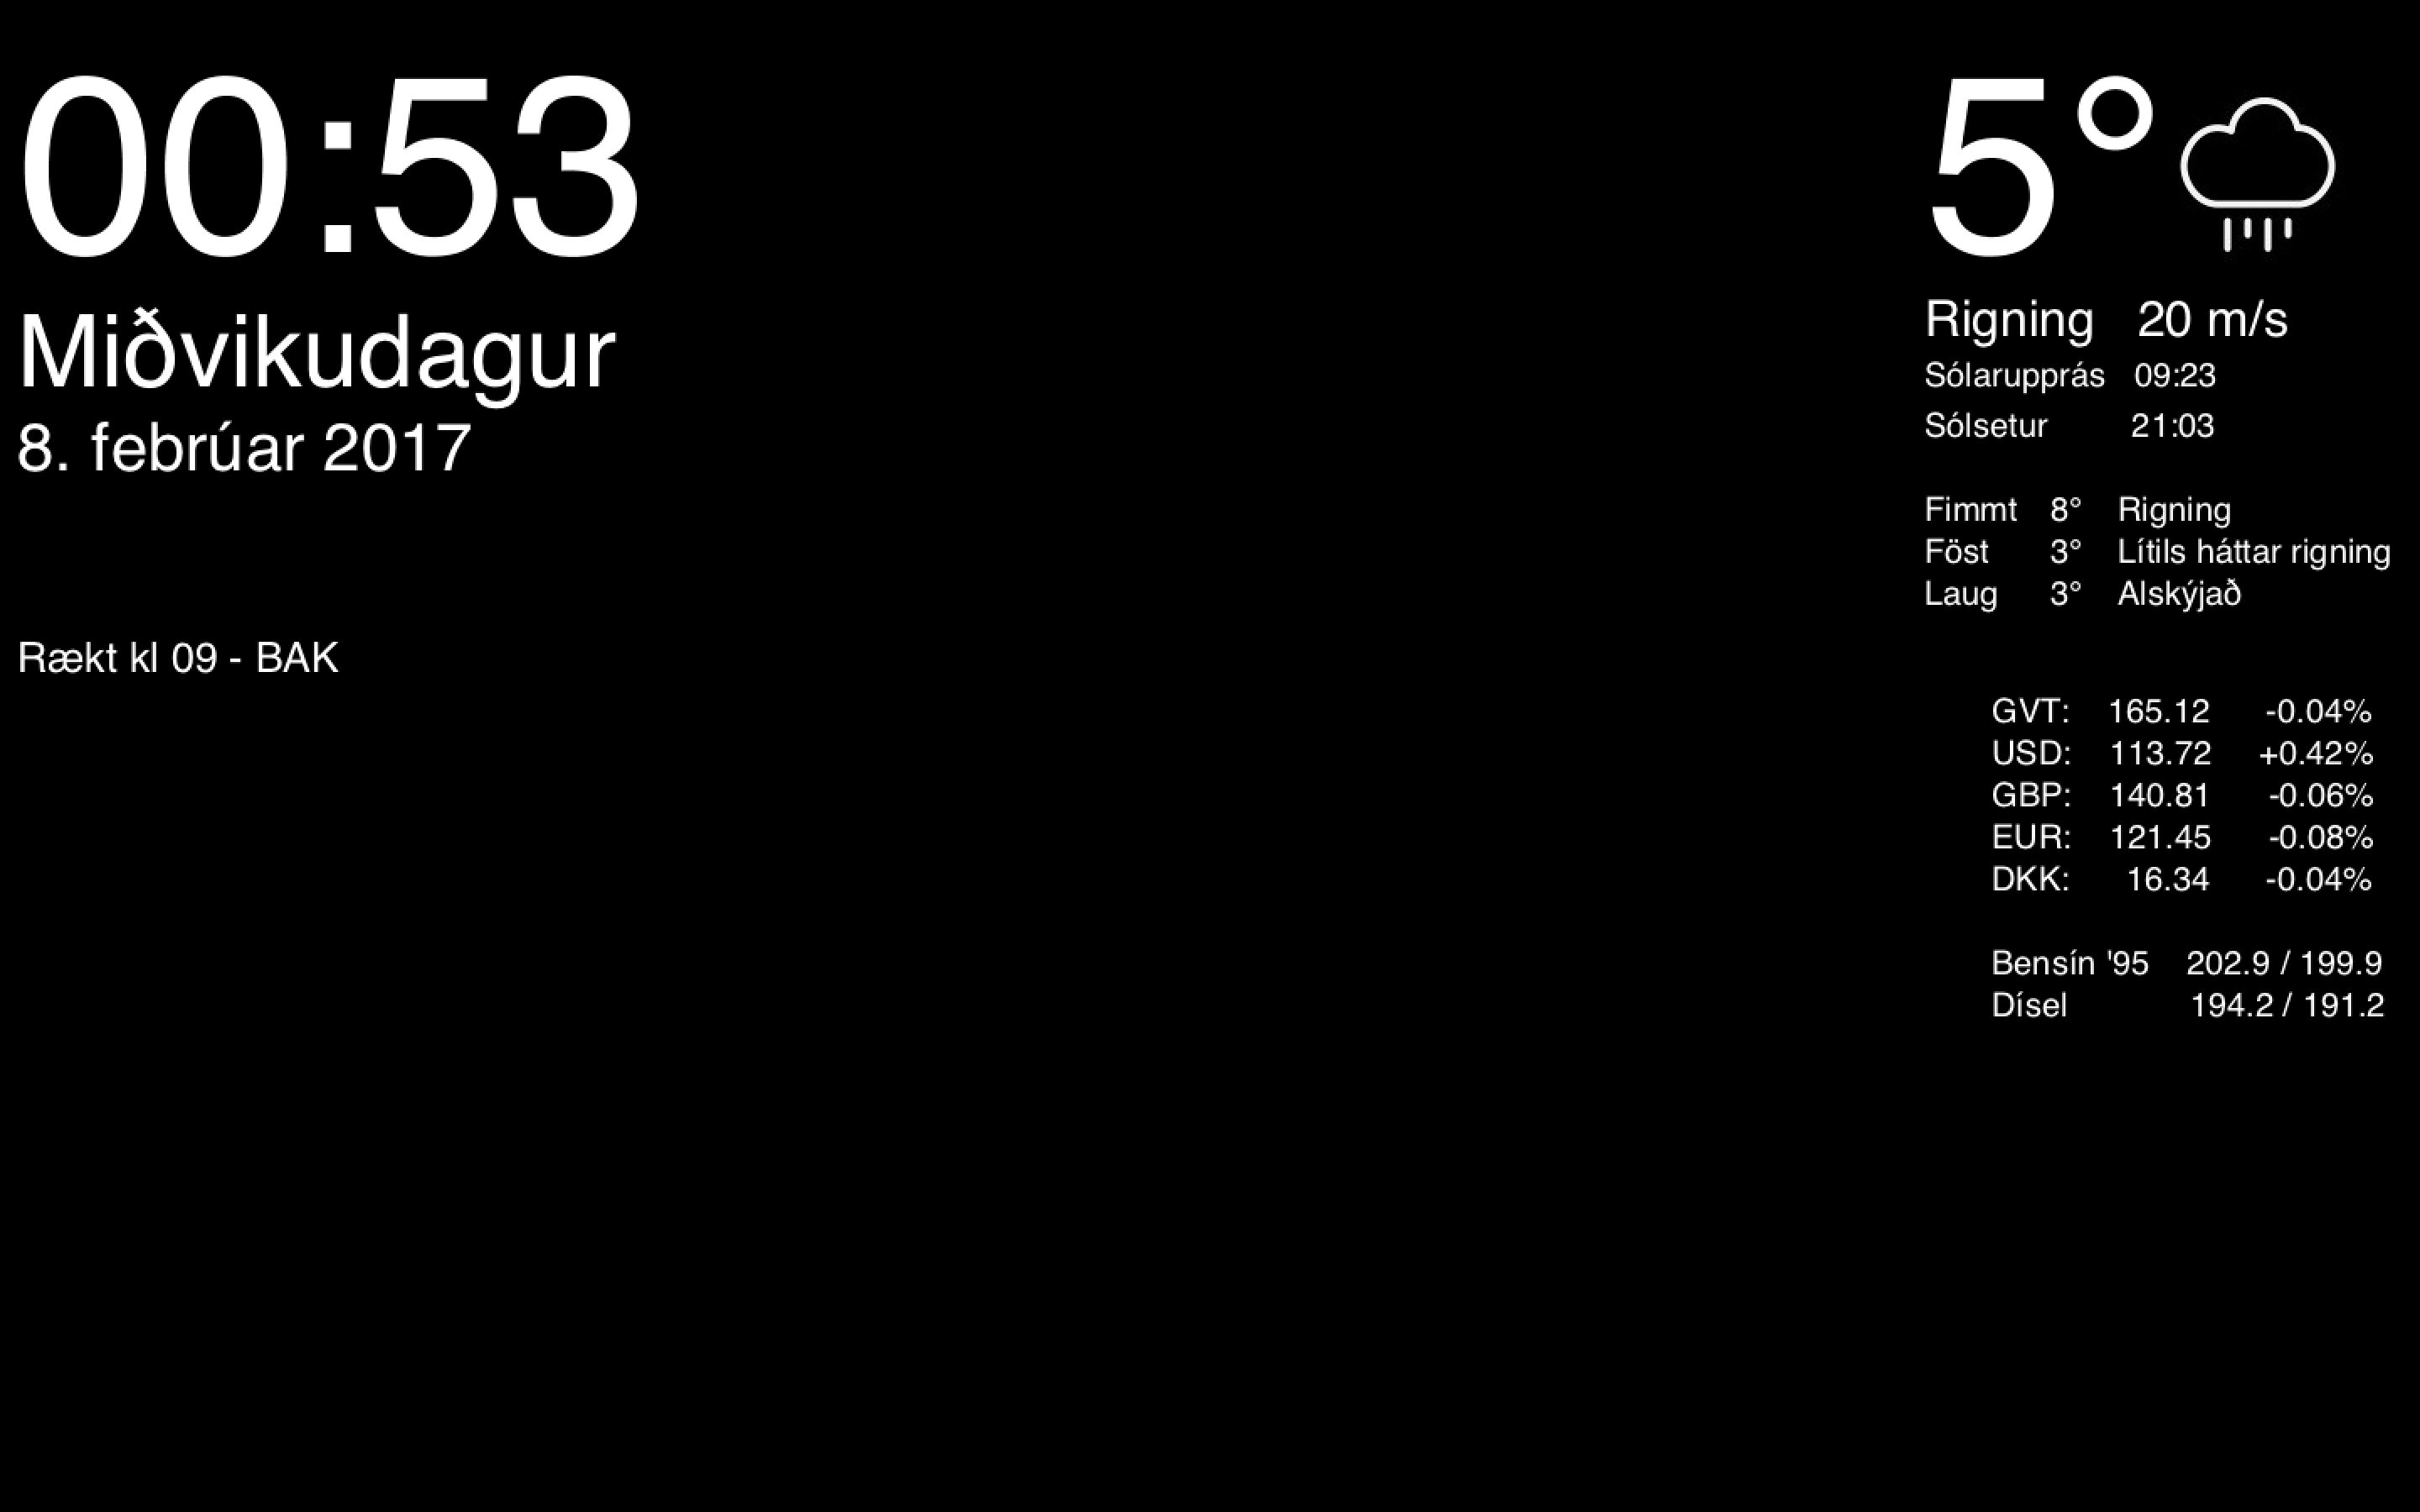 00:53
Miðvikudagur
8. febrúar 2017
Rækt kl 09 - BAK
5°
Rigning 20 m/s
Sólarupprás 09:23
Sólsetur 21:03
Fimmt 8° Rigning
Föst 3° Lítils háttar rigning
Laug 3° Alskýjað
GVT: 165.12 -0.04%
USD: 113.72 +0.42%
GBP: 140.81 -0.06%
EUR: 121.45 -0.08%
DKK: 16.34 -0.04%
Bensín '95 202.9 / 199.9
Dísel 194.2 / 191.2